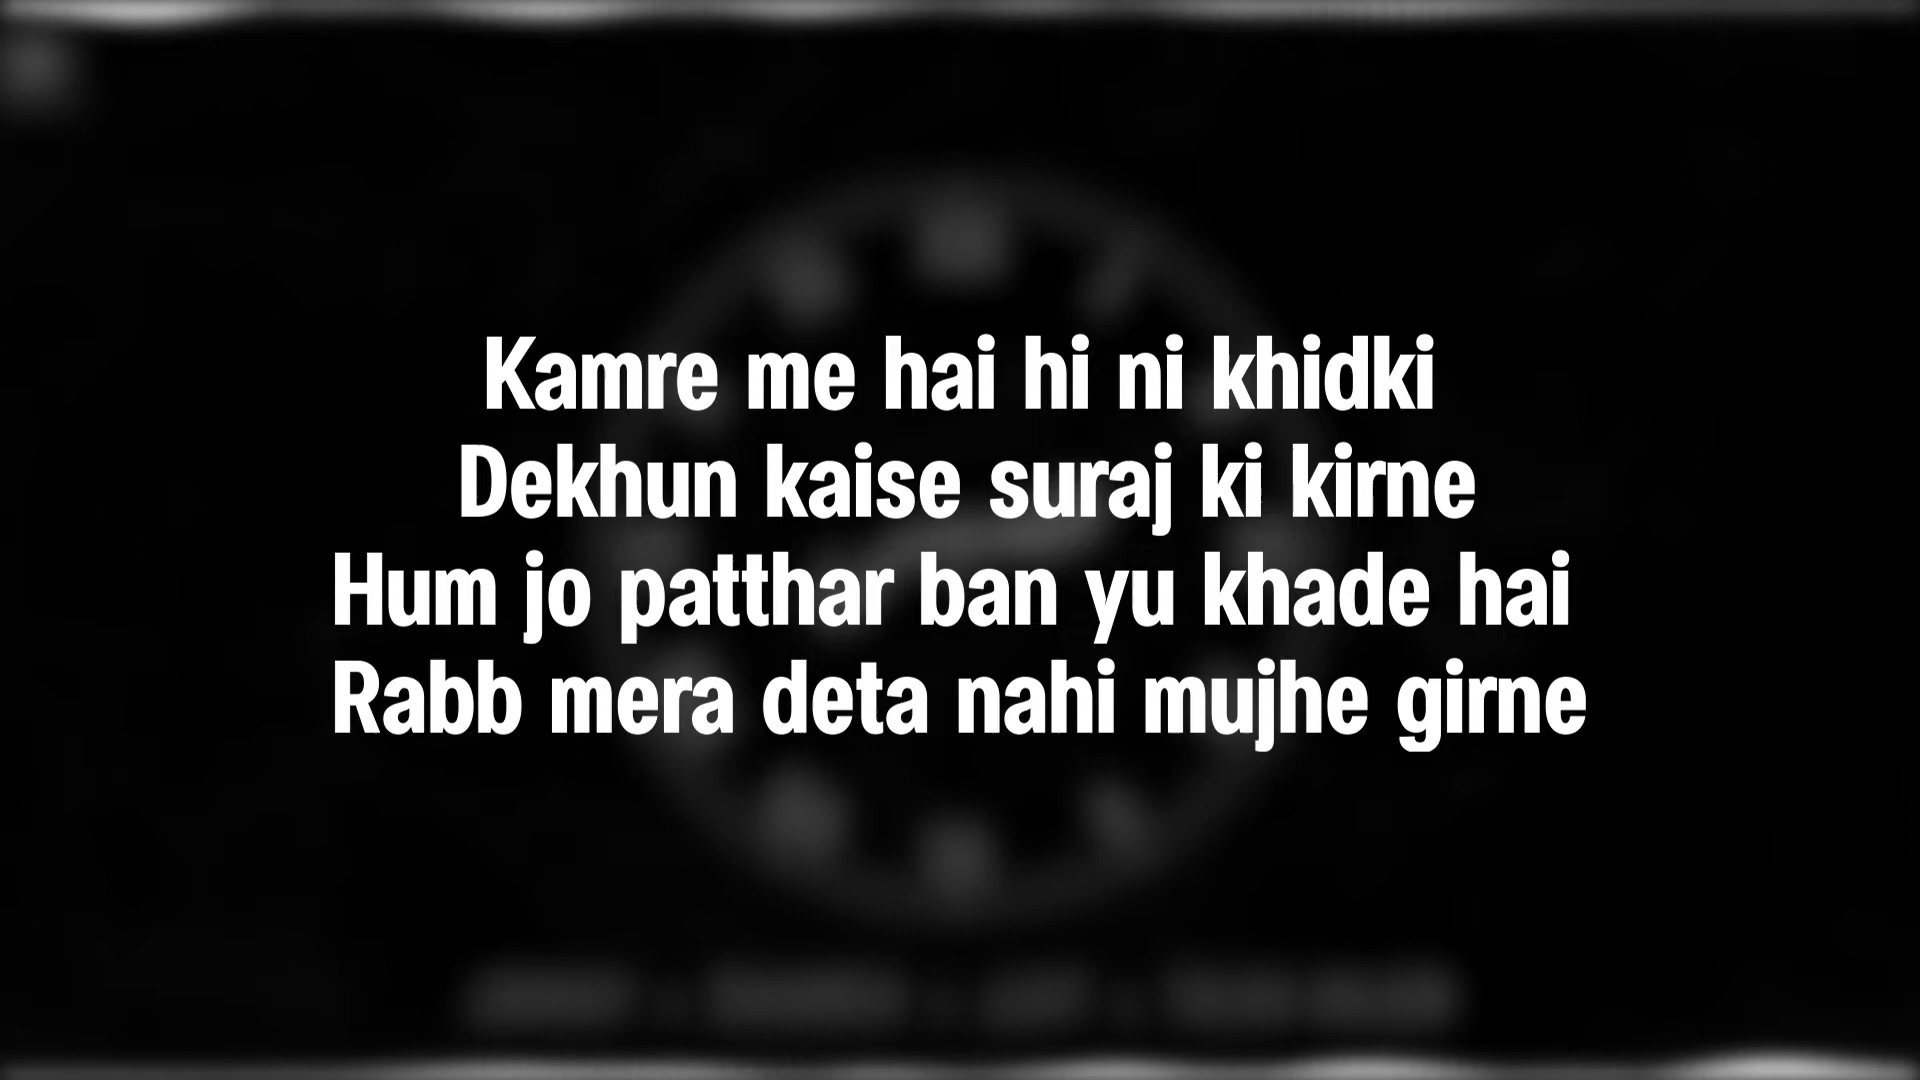 Kamre me hai hi ni khidki
Dekhun kaise suraj ki kirne
Hum jo patthar ban yu khade hai
Rabb mera deta nahi mujhe girne